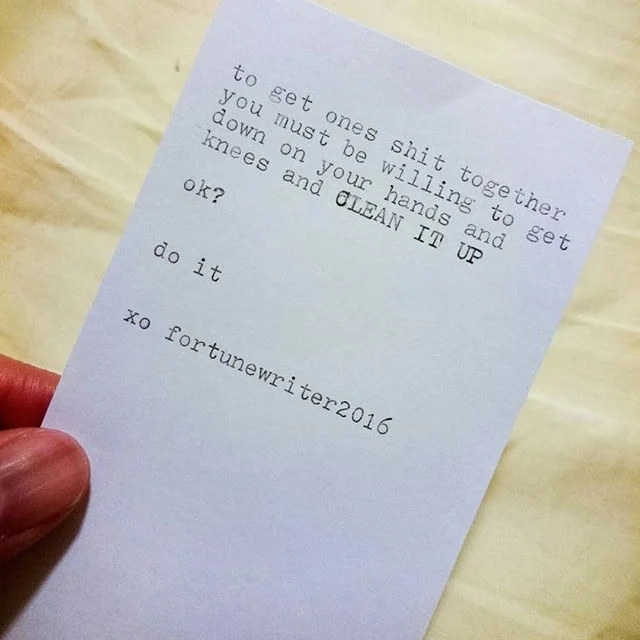 to get ones shit together
you must be willing to get
down on your hands and
knees and CLEAN IT UP
ok?
do it
xo fortunewriter2016